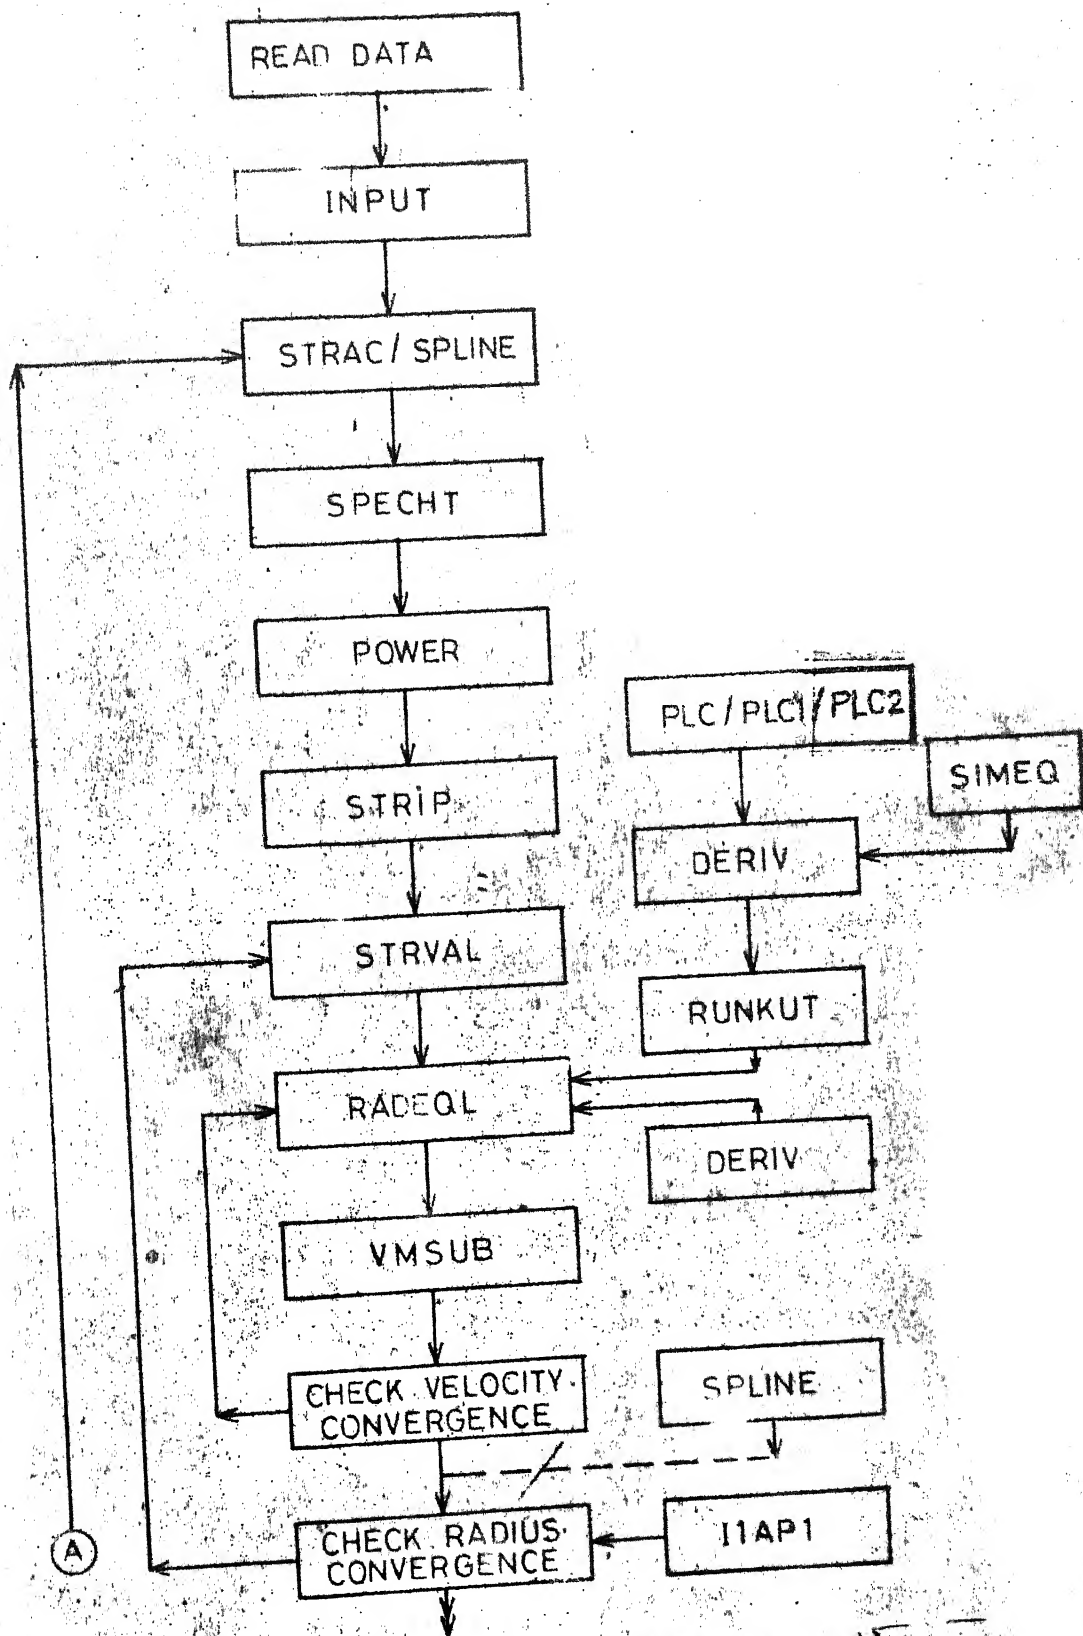 READ DATA
INPUT
STRAC/SPLINE
SPECHT
POWER
PLC/PLC1/PLC2
SIMEQ
STRIP
DERIV
STRVAL
RUNKUT
RADEQL
DERIV
VMSUB
CHECK VELOCITY
CONVERGENCE
SPLINE
A
CHECK RADIUS
CONVERGENCE
I1AP1